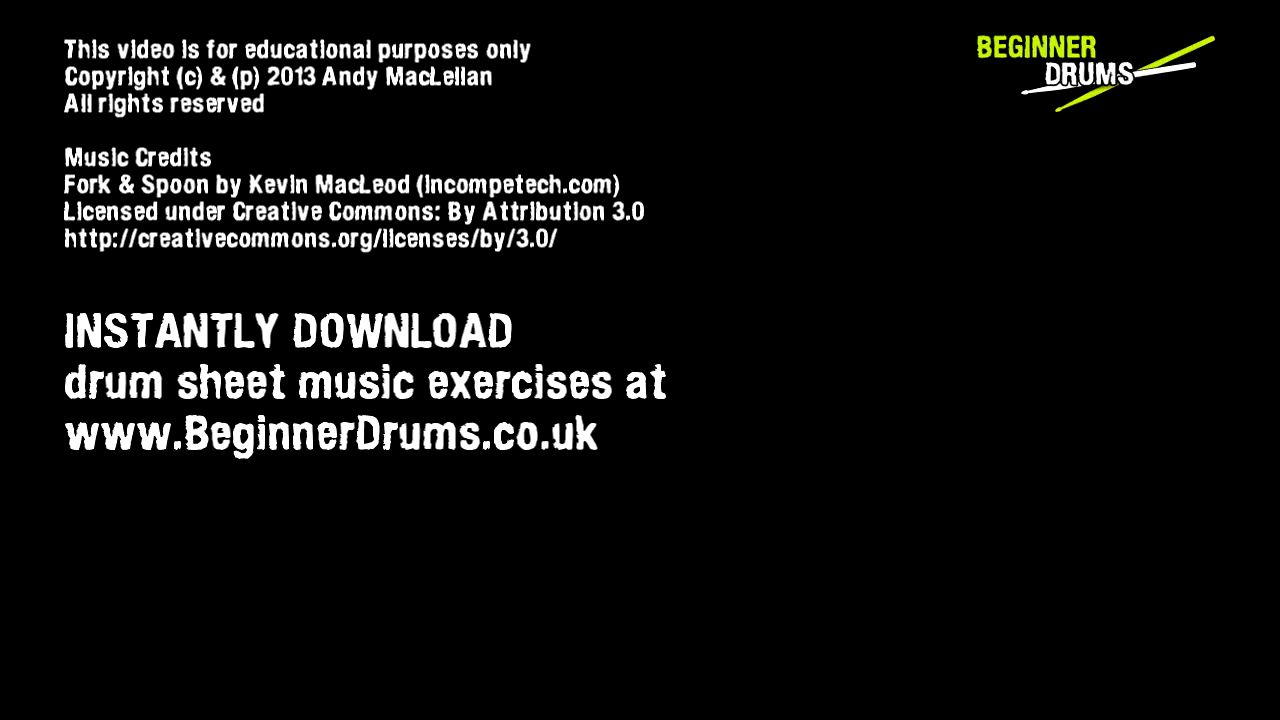 This video is for educational purposes only
Copyright (c) & (p) 2013 Andy MacLellan
All rights reserved
Music Credits
Fork & Spoon by Kevin MacLeod (incompetech.com)
Licensed under Creative Commons: By Attribution 3.0
http://creativecommons.org/licenses/by/3.0/
INSTANTLY DOWNLOAD
drum sheet music exercises at
www.BeginnerDrums.co.uk
BEGINNER
DRUMS